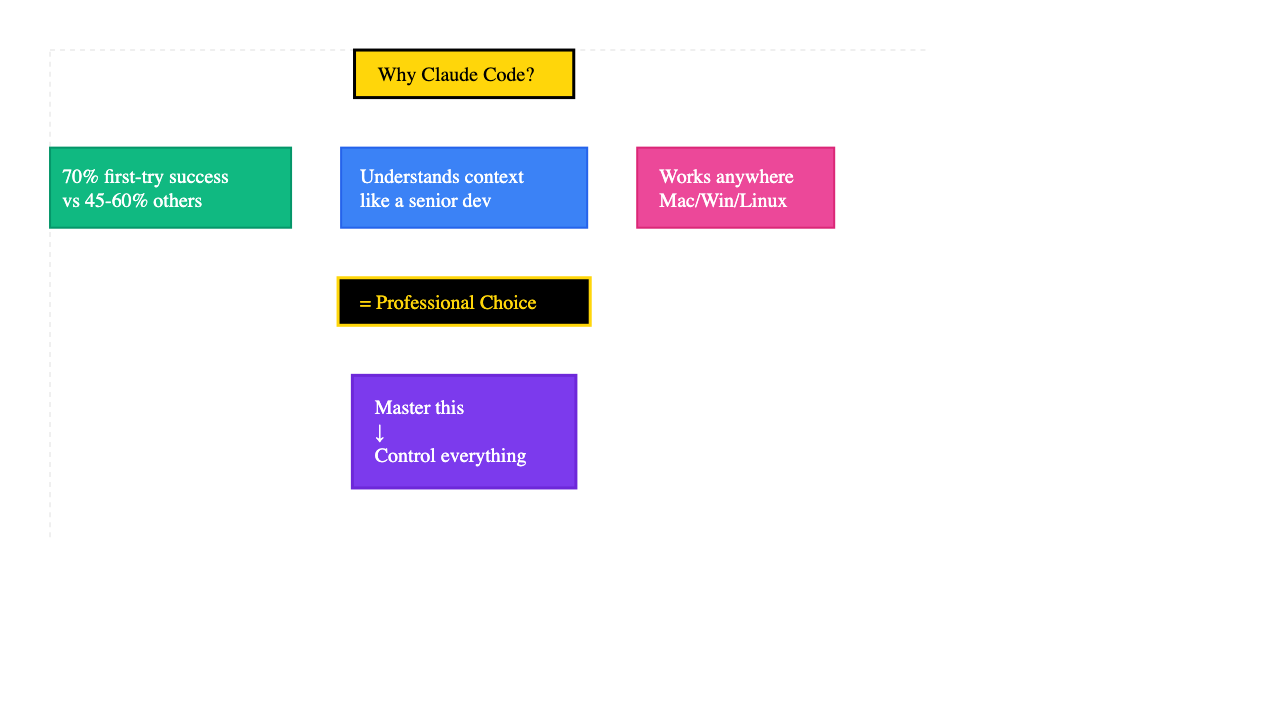 Why Claude Code?
70% first-try success
vs 45-60% others
Understands context
like a senior dev
Works anywhere
Mac/Win/Linux
= Professional Choice
Master this
↓
Control everything